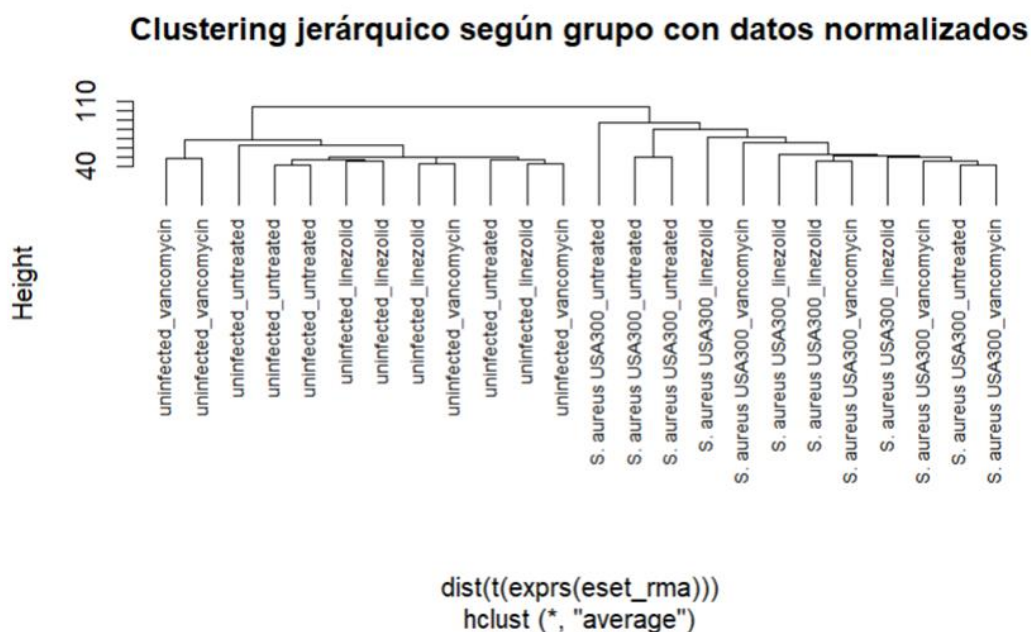 Clustering jerárquico según grupo con datos normalizados
110
40
Height
uninfected_vancomycin
uninfected_vancomycin
uninfected_untreated
uninfected_untreated
uninfected_untreated
uninfected_linezolid
uninfected_linezolid
uninfected_linezolid
uninfected_vancomycin
uninfected_untreated
uninfected_linezolid
uninfected_vancomycin
S. aureus USA300_untreated
S. aureus USA300_untreated
S. aureus USA300_untreated
S. aureus USA300_linezolid
S. aureus USA300_vancomycin
S. aureus USA300_linezolid
S. aureus USA300_linezolid
S. aureus USA300_vancomycin
S. aureus USA300_linezolid
S. aureus USA300_vancomycin
S. aureus USA300_untreated
S. aureus USA300_vancomycin
dist(t(exprs(eset_rma)))
hclust (*, "average")